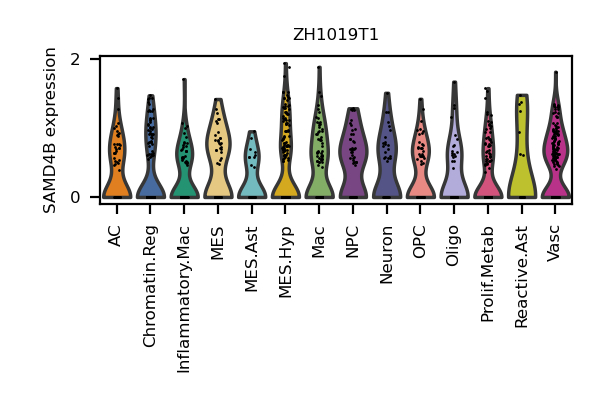 ZH1019T1
SAMD4B expression
2
0
AC
Chromatin.Reg
Inflammatory.Mac
MES
MES.Ast
MES.Hyp
Mac
NPC
Neuron
OPC
Oligo
Prolif.Metab
Reactive.Ast
Vasc